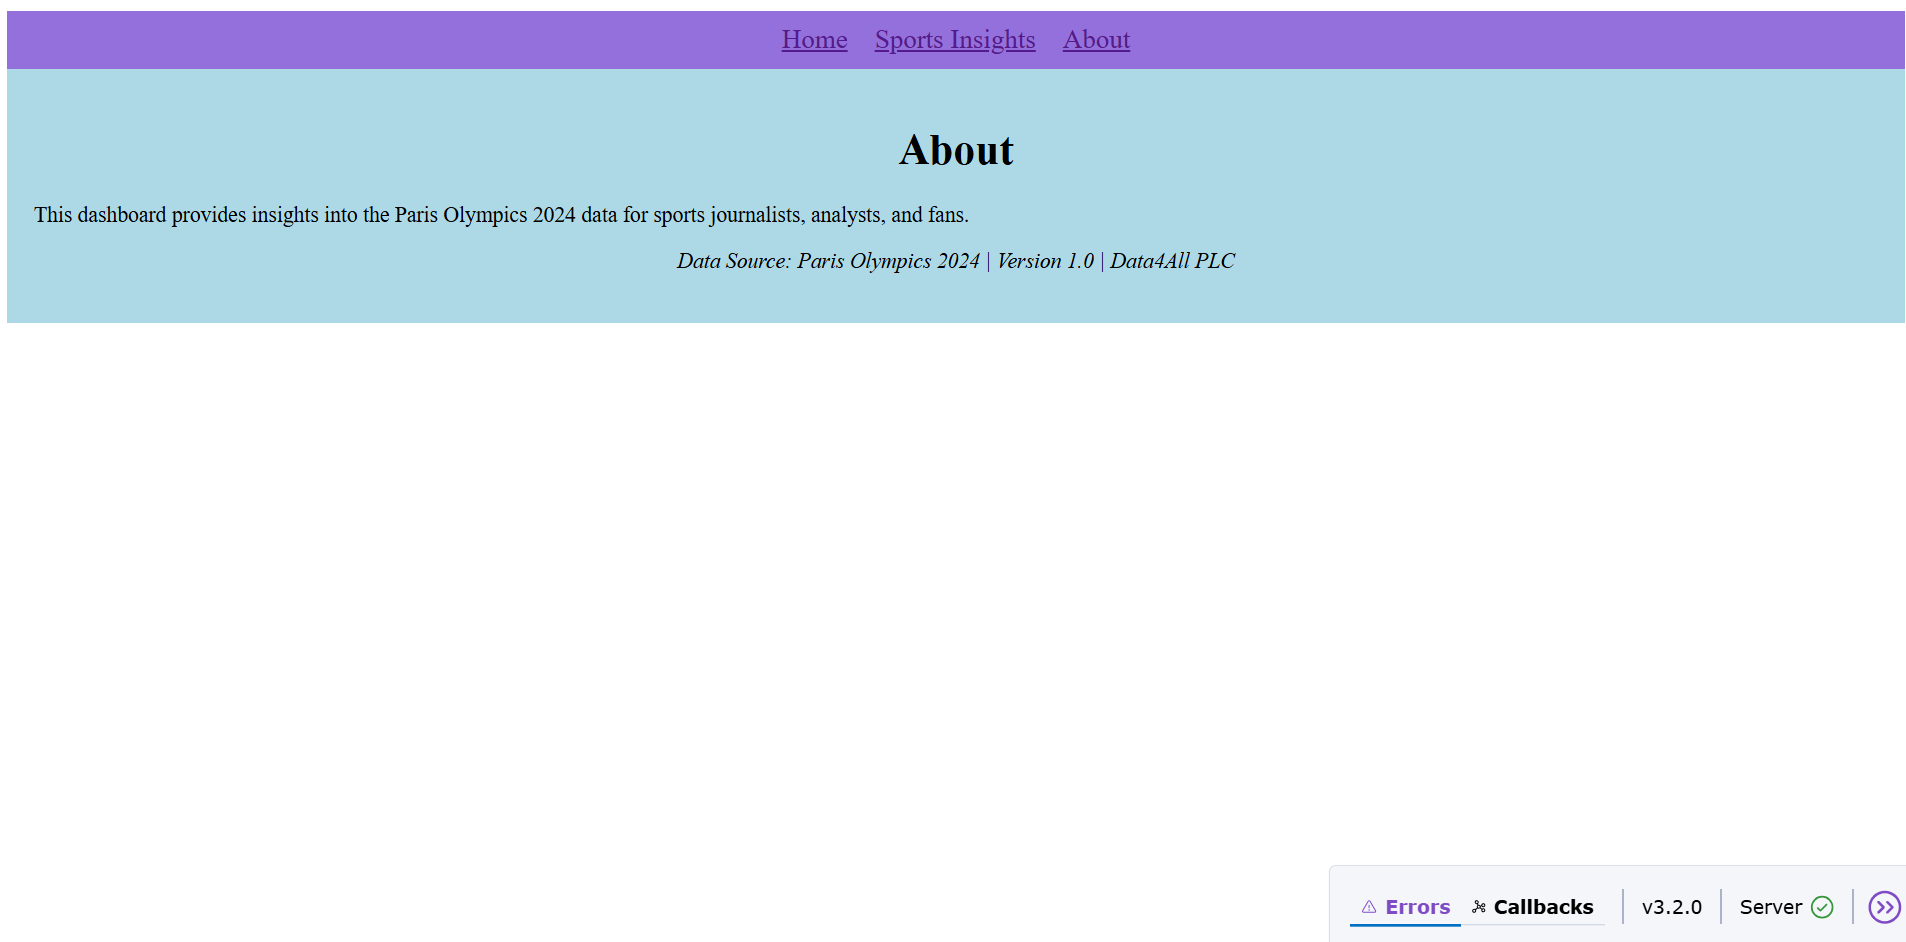 Home Sports Insights About
About
This dashboard provides insights into the Paris Olympics 2024 data for sports journalists, analysts, and fans.
Data Source: Paris Olympics 2024 | Version 1.0 | Data4All PLC
Errors Callbacks v3.2.0 Server